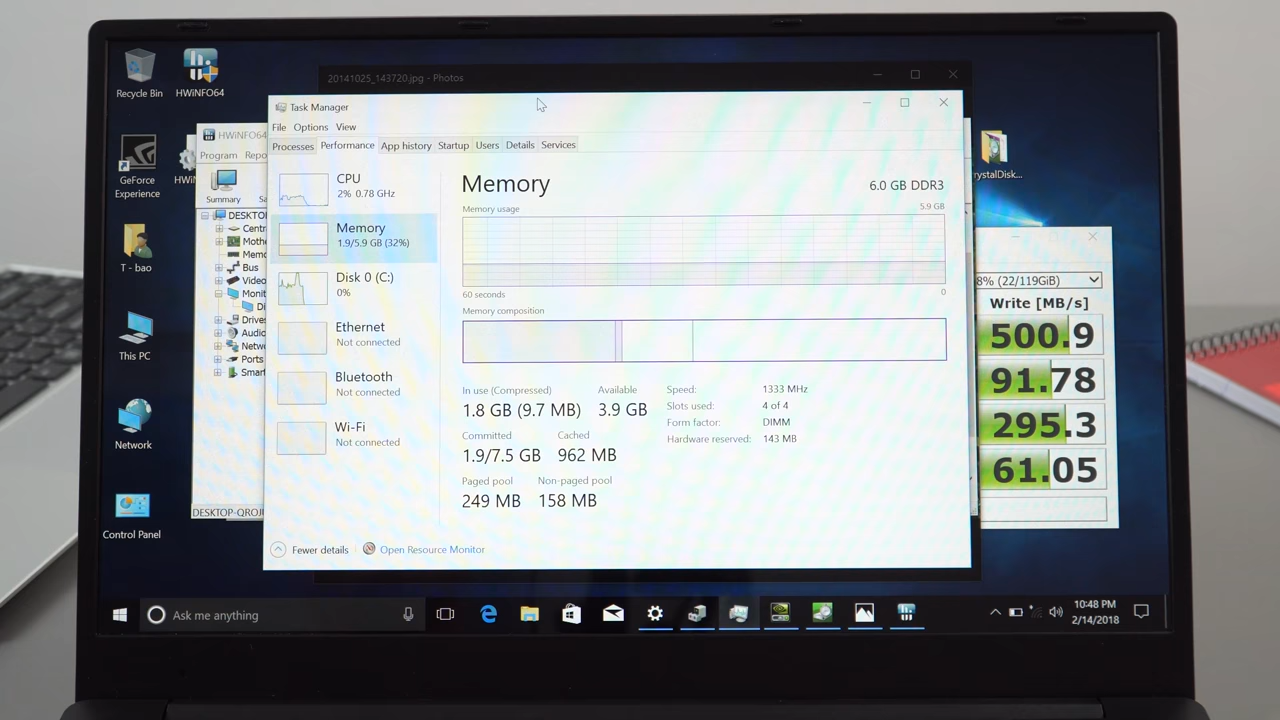 Recycle Bin
HWiNFO64
GeForce
Experience
T - bao
This PC
Network
Control Panel
20141025_143720.jpg - Photos
HWiNFO64
Program
Summary
DESKTOP
Bus
Video
Monit
Drives
Audio
Netwo
Ports
Smart
Task Manager
File Options View
Processes Performance App history Startup Users Details Services
CPU
2% 0.78 GHz
Memory
1.9/5.9 GB (32%)
Disk 0 (C:)
0%
Ethernet
Not connected
Bluetooth
Not connected
Wi-Fi
Not connected
Memory
6.0 GB DDR3
Memory usage
5.9 GB
60 seconds
0
Memory composition
In use (Compressed)
1.8 GB (9.7 MB)
Available
3.9 GB
Committed
1.9/7.5 GB
Cached
962 MB
Paged pool
249 MB
Non-paged pool
158 MB
Speed: 1333 MHz
Slots used: 4 of 4
Form factor: DIMM
Hardware reserved: 143 MB
Fewer details
Open Resource Monitor
rystalDisk...
8% (22/119GiB)
Write [MB/s]
500.9
91.78
295.3
61.05
Ask me anything
10:48 PM
2/14/2018